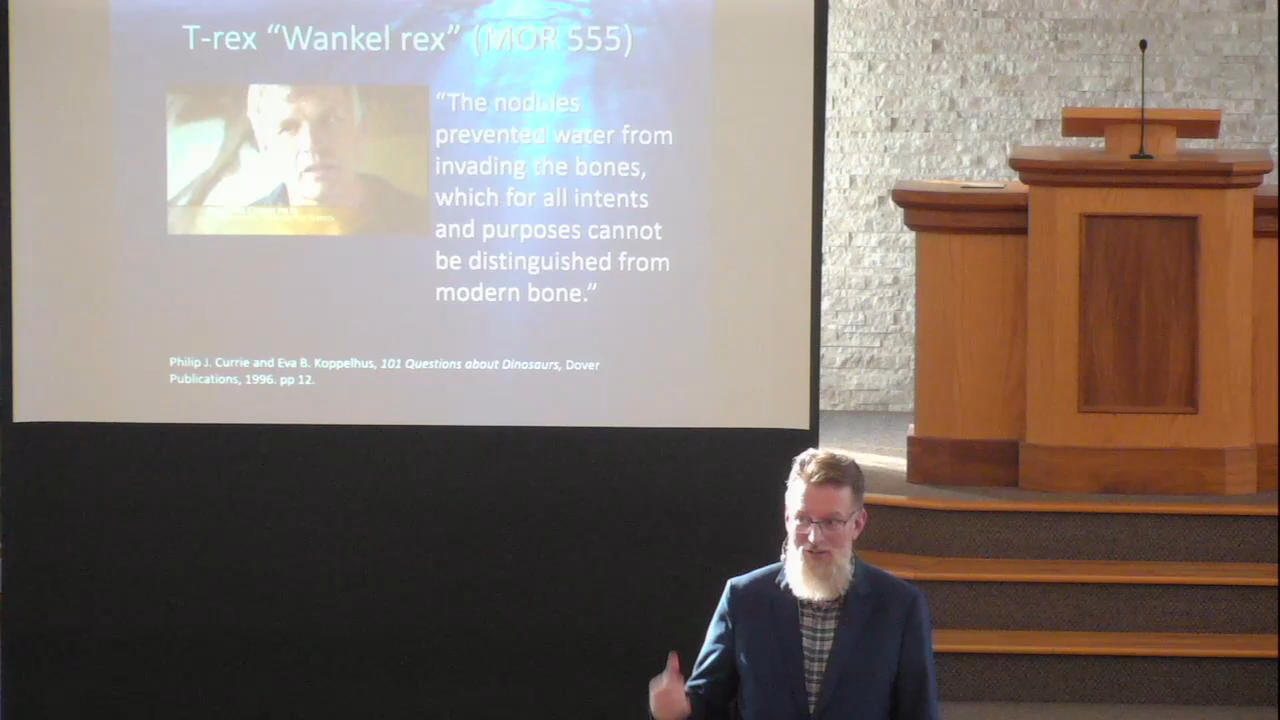 T-rex “Wankel rex” (MOR 555)
“The nodules
prevented water from
invading the bones,
which for all intents
and purposes cannot
be distinguished from
modern bone.”
Philip J. Currie and Eva B. Koppelhus, 101 Questions about Dinosaurs, Dover
Publications, 1996. pp 12.